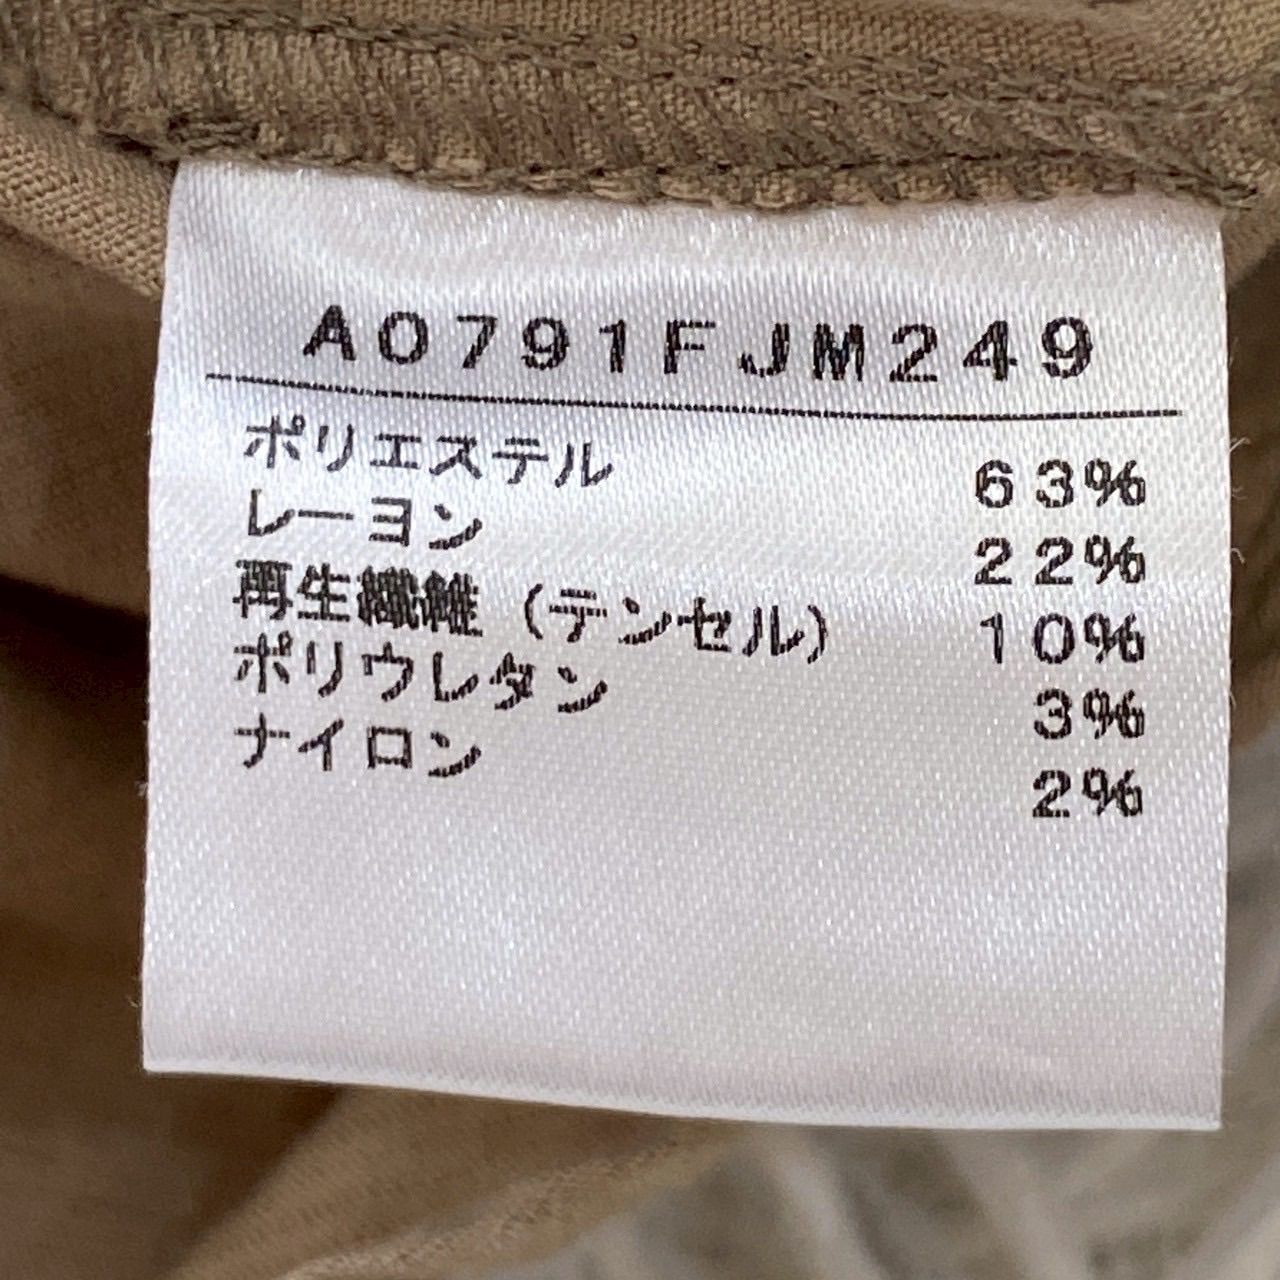 A0791FJM249
ポリエステル 63%
レーヨン 22%
再生繊維（テンセル） 10%
ポリウレタン 3%
ナイロン 2%